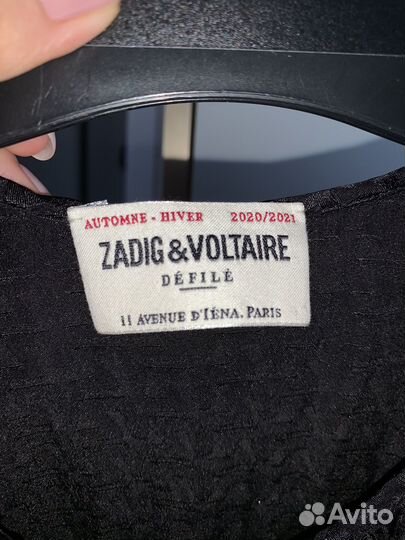 AUTOMNE - HIVER 2020/2021
ZADIG&VOLTAIRE
DÉFILÉ
11 AVENUE D'IÉNA, PARIS
Avito